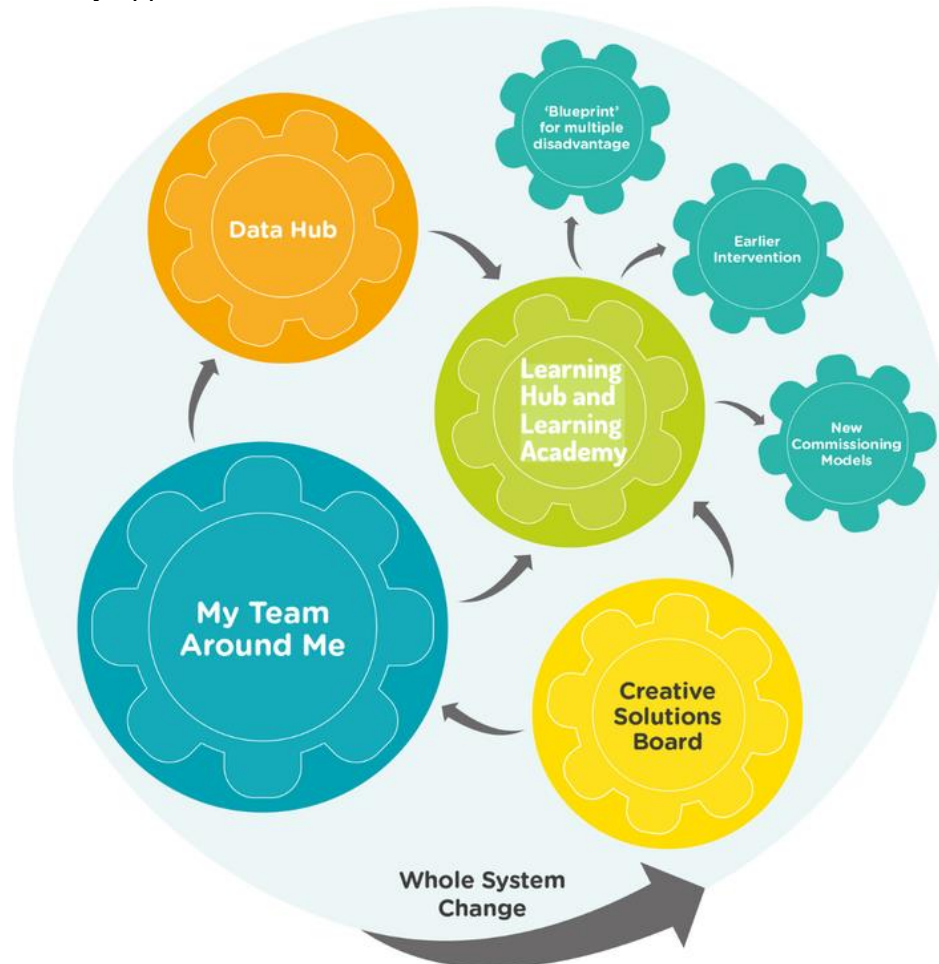 'Blueprint'
for multiple
disadvantage
Data Hub
Earlier
Intervention
Learning
Hub and
Learning
Academy
New
Commissioning
Models
My Team
Around Me
Creative
Solutions
Board
Whole System
Change